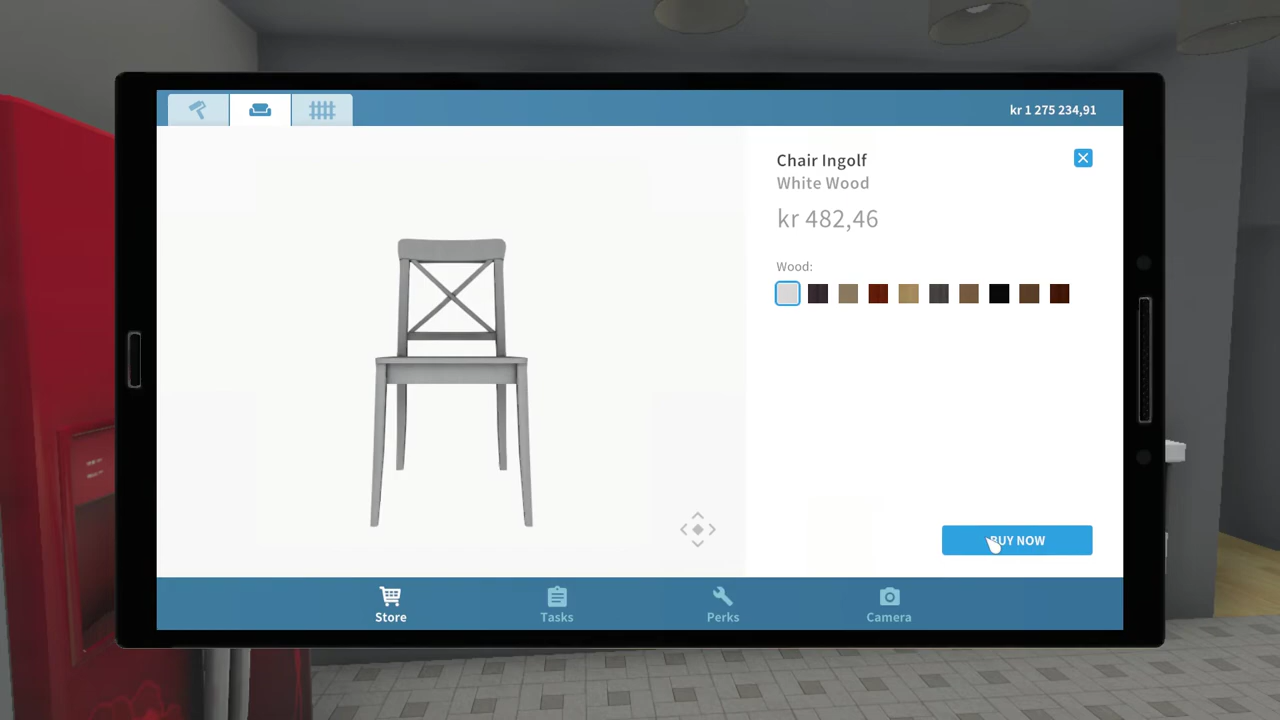 kr 1 275 234,91
Chair Ingolf
White Wood
kr 482,46
Wood:
BUY NOW
Store
Tasks
Perks
Camera